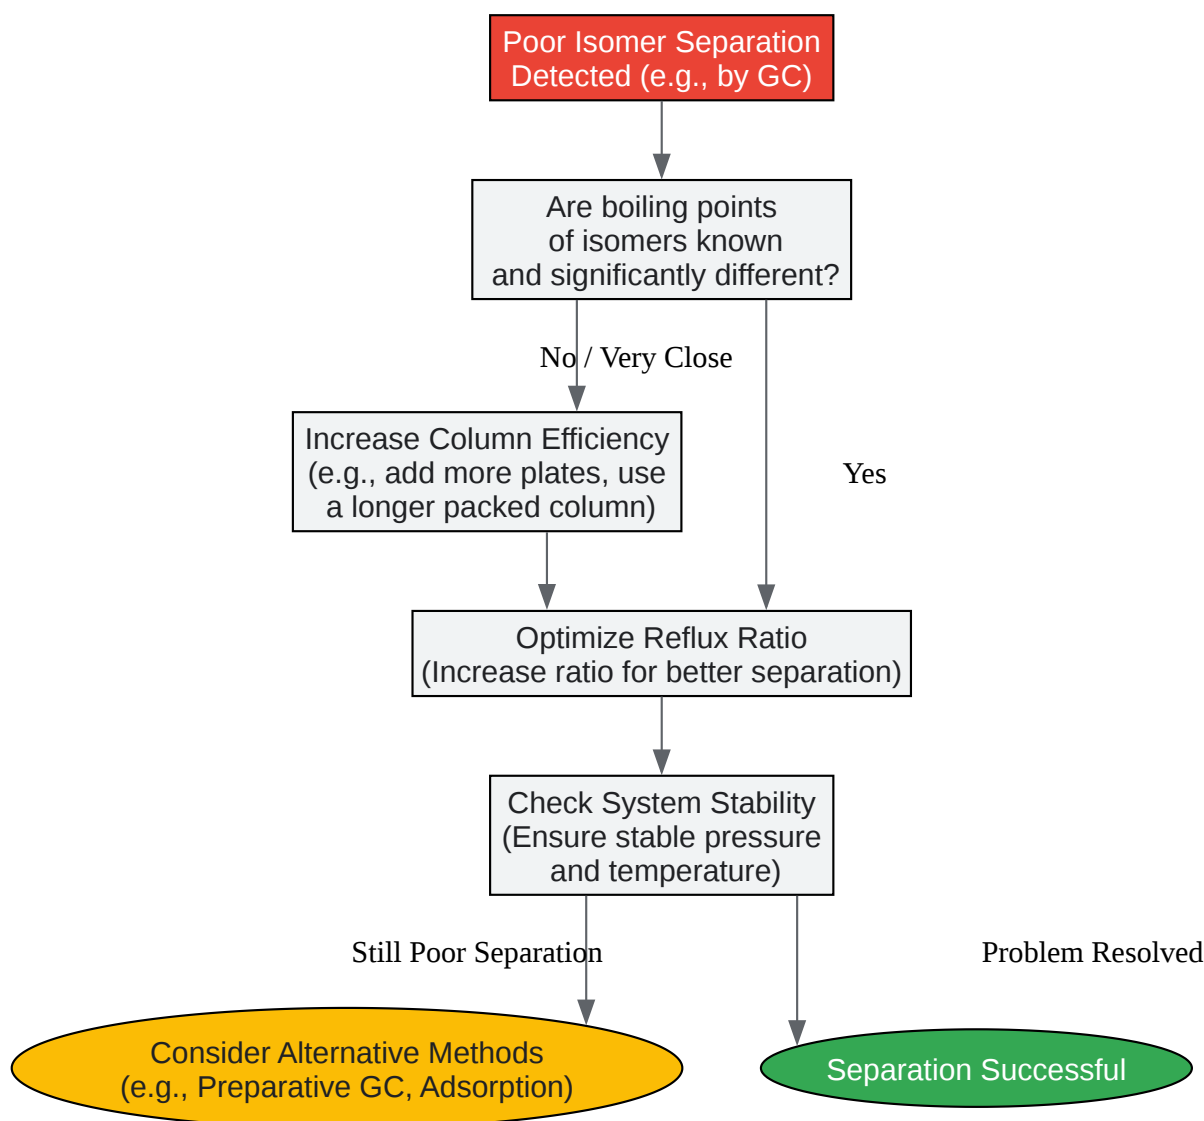 Poor Isomer Separation
Detected (e.g., by GC)
Are boiling points
of isomers known
and significantly different?
No / Very Close
Increase Column Efficiency
(e.g., add more plates, use
a longer packed column)
Yes
Optimize Reflux Ratio
(Increase ratio for better separation)
Check System Stability
(Ensure stable pressure
and temperature)
Still Poor Separation
Problem Resolved
Consider Alternative Methods
(e.g., Preparative GC, Adsorption)
Separation Successful